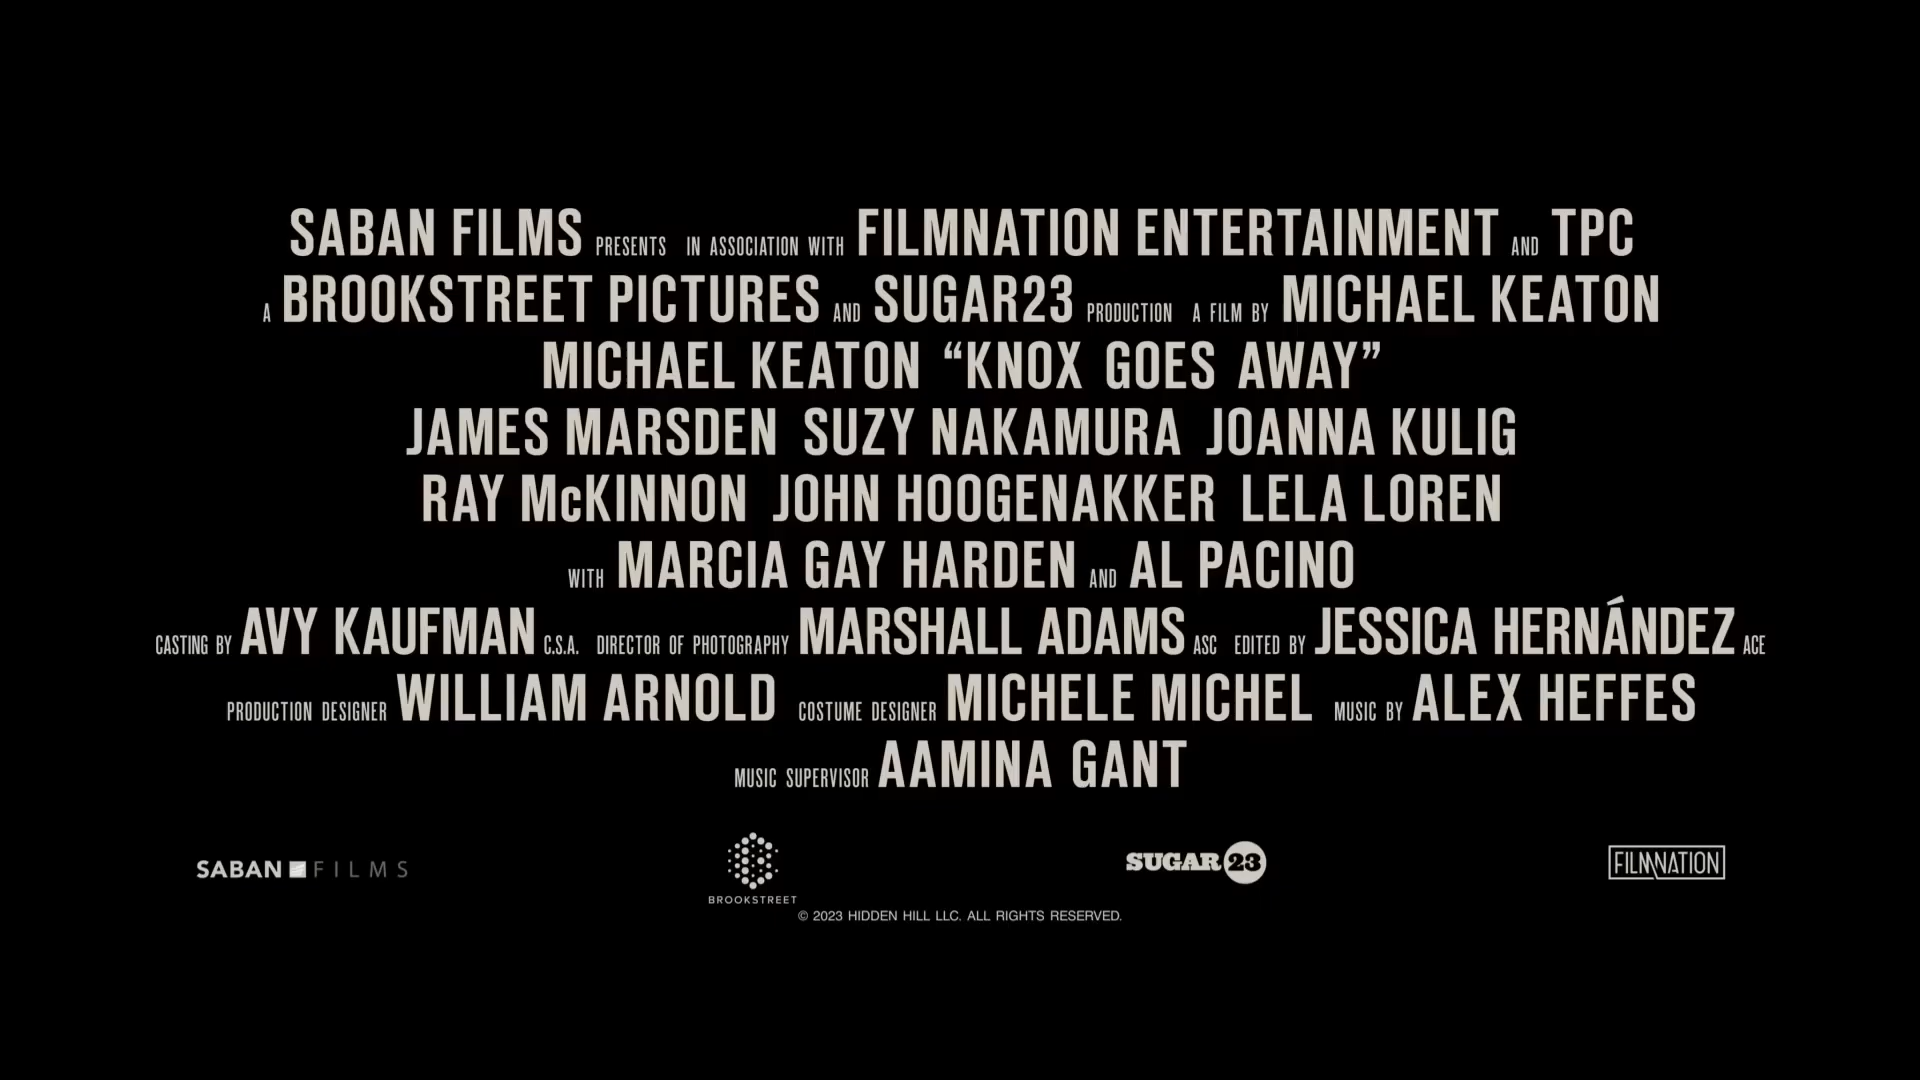 SABAN FILMS PRESENTS IN ASSOCIATION WITH FILMNATION ENTERTAINMENT AND TPC
A BROOKSTREET PICTURES AND SUGAR23 PRODUCTION A FILM BY MICHAEL KEATON
MICHAEL KEATON “KNOX GOES AWAY”
JAMES MARSDEN SUZY NAKAMURA JOANNA KULIG
RAY McKINNON JOHN HOOGENAKKER LELA LOREN
WITH MARCIA GAY HARDEN AND AL PACINO
CASTING BY AVY KAUFMAN C.S.A. DIRECTOR OF PHOTOGRAPHY MARSHALL ADAMS ASC EDITED BY JESSICA HERNÁNDEZ ACE
PRODUCTION DESIGNER WILLIAM ARNOLD COSTUME DESIGNER MICHELE MICHEL MUSIC BY ALEX HEFFES
MUSIC SUPERVISOR AAMINA GANT
SABAN FILMS
BROOKSTREET
SUGAR 23
FILMNATION
© 2023 HIDDEN HILL LLC. ALL RIGHTS RESERVED.